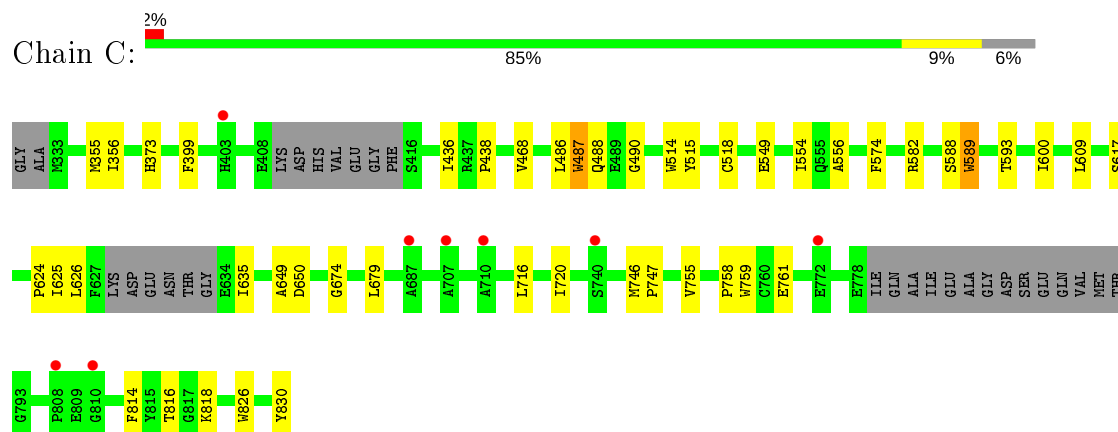 2%
Chain C:
85% 9% 6%
GLY ALA M333 M355 I356 H373 F399 H403 E408 LYS ASP HIS VAL GLU GLY PHE S416 I436 R437 P438 V468 L486 W487 Q488 E489 G490 W514 Y515 C518 E549 I554 Q555 A556 F574 R582 S588 W589 T593 I600 L609 S617
P624 I625 L626 F627 LYS ASP GLU ASN THR GLY E634 I635 A649 D650 G674 L679 A687 A707 A710 L716 I720 S740 M746 P747 V755 P758 W759 C760 E761 E772 E778 ILE GLN ALA ILE GLU ALA GLY ASP SER GLU GLN VAL MET THR
G793 P808 E809 G810 F814 Y815 T816 G817 K818 W826 Y830